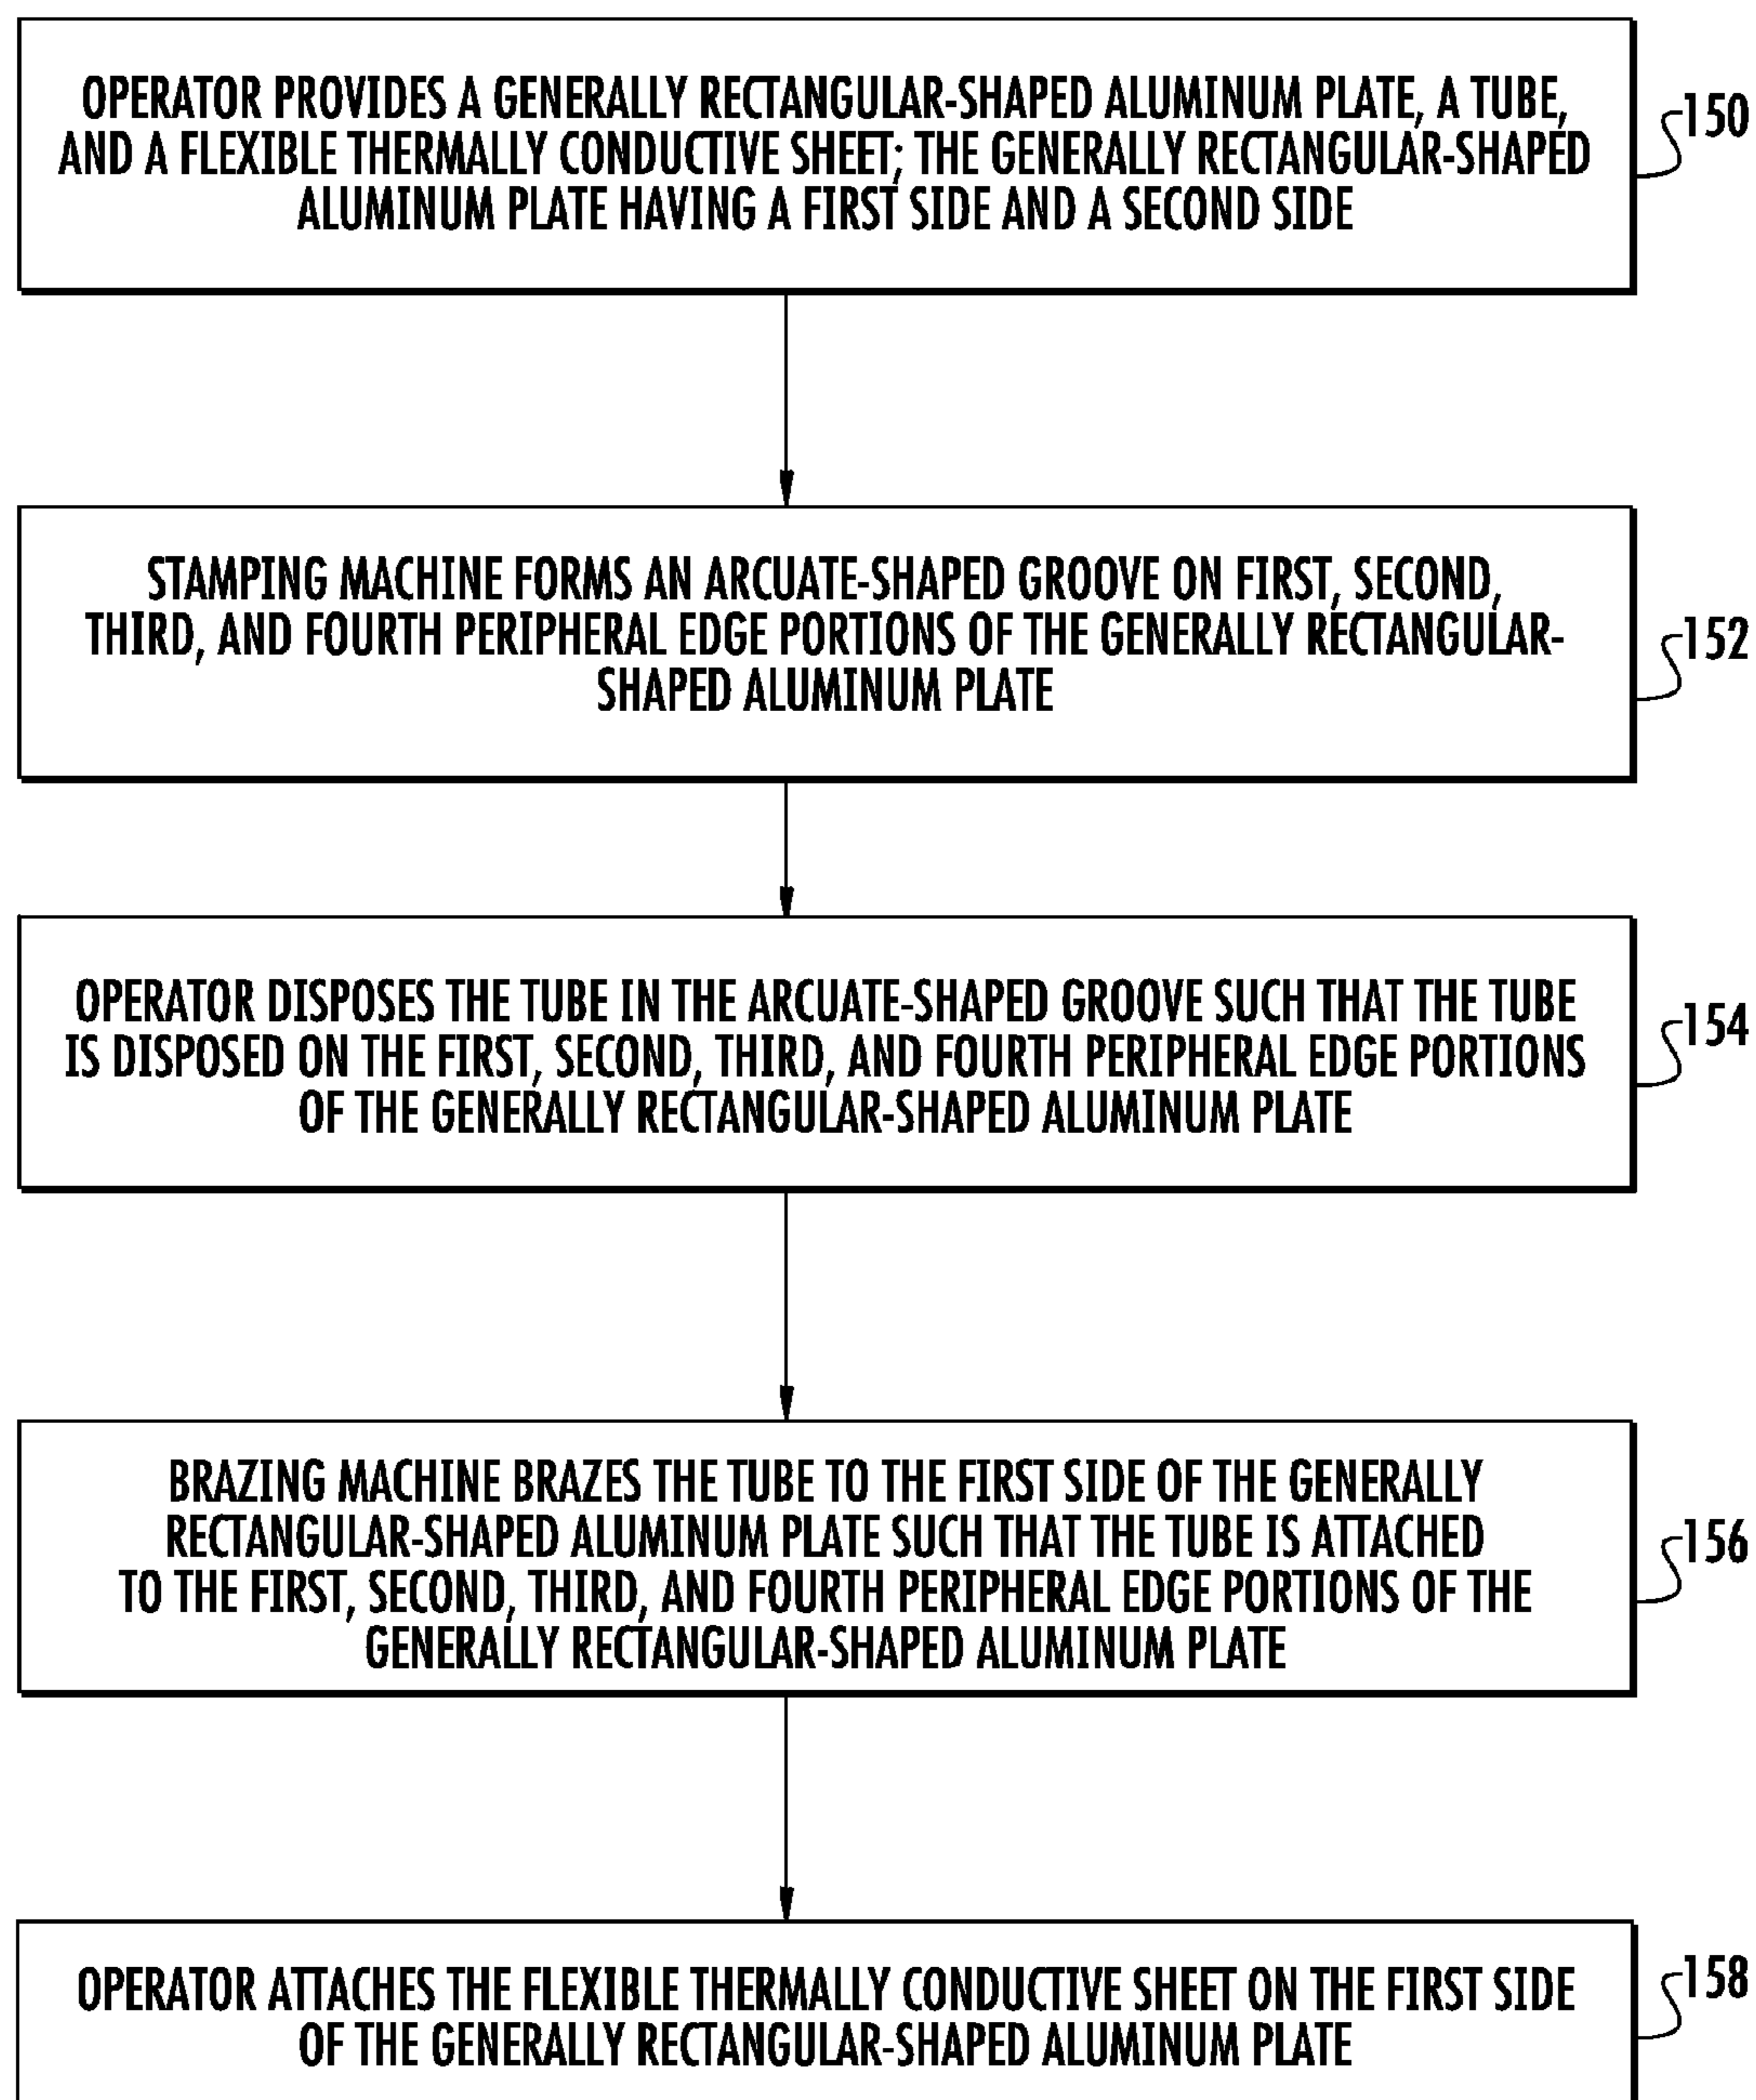 OPERATOR PROVIDES A GENERALLY RECTANGULAR-SHAPED ALUMINUM PLATE, A TUBE,
AND A FLEXIBLE THERMALLY CONDUCTIVE SHEET; THE GENERALLY RECTANGULAR-SHAPED
ALUMINUM PLATE HAVING A FIRST SIDE AND A SECOND SIDE
150
STAMPING MACHINE FORMS AN ARCUATE-SHAPED GROOVE ON FIRST, SECOND,
THIRD, AND FOURTH PERIPHERAL EDGE PORTIONS OF THE GENERALLY RECTANGULAR-
SHAPED ALUMINUM PLATE
152
OPERATOR DISPOSES THE TUBE IN THE ARCUATE-SHAPED GROOVE SUCH THAT THE TUBE
IS DISPOSED ON THE FIRST, SECOND, THIRD, AND FOURTH PERIPHERAL EDGE PORTIONS
OF THE GENERALLY RECTANGULAR-SHAPED ALUMINUM PLATE
154
BRAZING MACHINE BRAZES THE TUBE TO THE FIRST SIDE OF THE GENERALLY
RECTANGULAR-SHAPED ALUMINUM PLATE SUCH THAT THE TUBE IS ATTACHED
TO THE FIRST, SECOND, THIRD, AND FOURTH PERIPHERAL EDGE PORTIONS OF THE
GENERALLY RECTANGULAR-SHAPED ALUMINUM PLATE
156
OPERATOR ATTACHES THE FLEXIBLE THERMALLY CONDUCTIVE SHEET ON THE FIRST SIDE
OF THE GENERALLY RECTANGULAR-SHAPED ALUMINUM PLATE
158